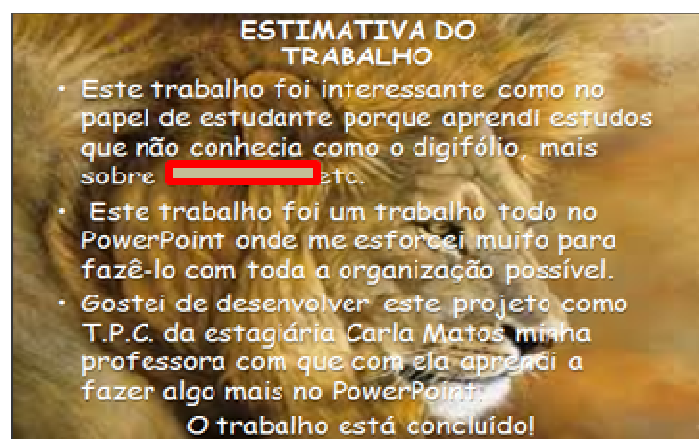 ESTIMATIVA DO
TRABALHO
• Este trabalho foi interessante como no
papel de estudante porque aprendi estudos
que não conhecia como o digifólio, mais
sobre etc.
• Este trabalho foi um trabalho todo no
PowerPoint onde me esforcei muito para
fazê-lo com toda a organização possível.
• Gostei de desenvolver este projeto como
T.P.C. da estagiária Carla Matos minha
professora com que com ela aprendi a
fazer algo mais no PowerPoint.
O trabalho está concluído!